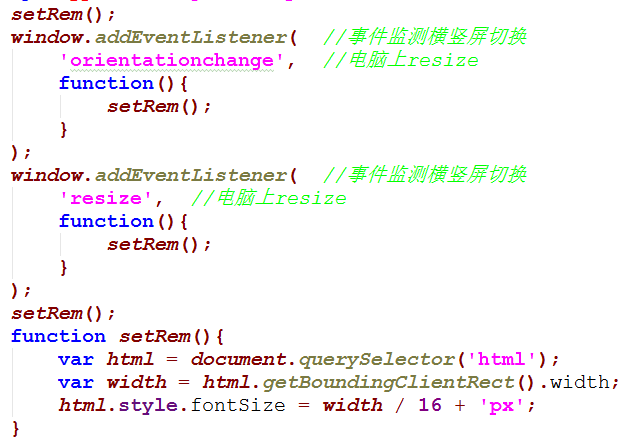 setRem();
window.addEventListener(  //事件监测横竖屏切换
    'orientationchange',  //电脑上resize
    function(){
        setRem();
    }
);
window.addEventListener(  //事件监测横竖屏切换
    'resize',  //电脑上resize
    function(){
        setRem();
    }
);
setRem();
function setRem(){
    var html = document.querySelector('html');
    var width = html.getBoundingClientRect().width;
    html.style.fontSize = width / 16 + 'px';
}